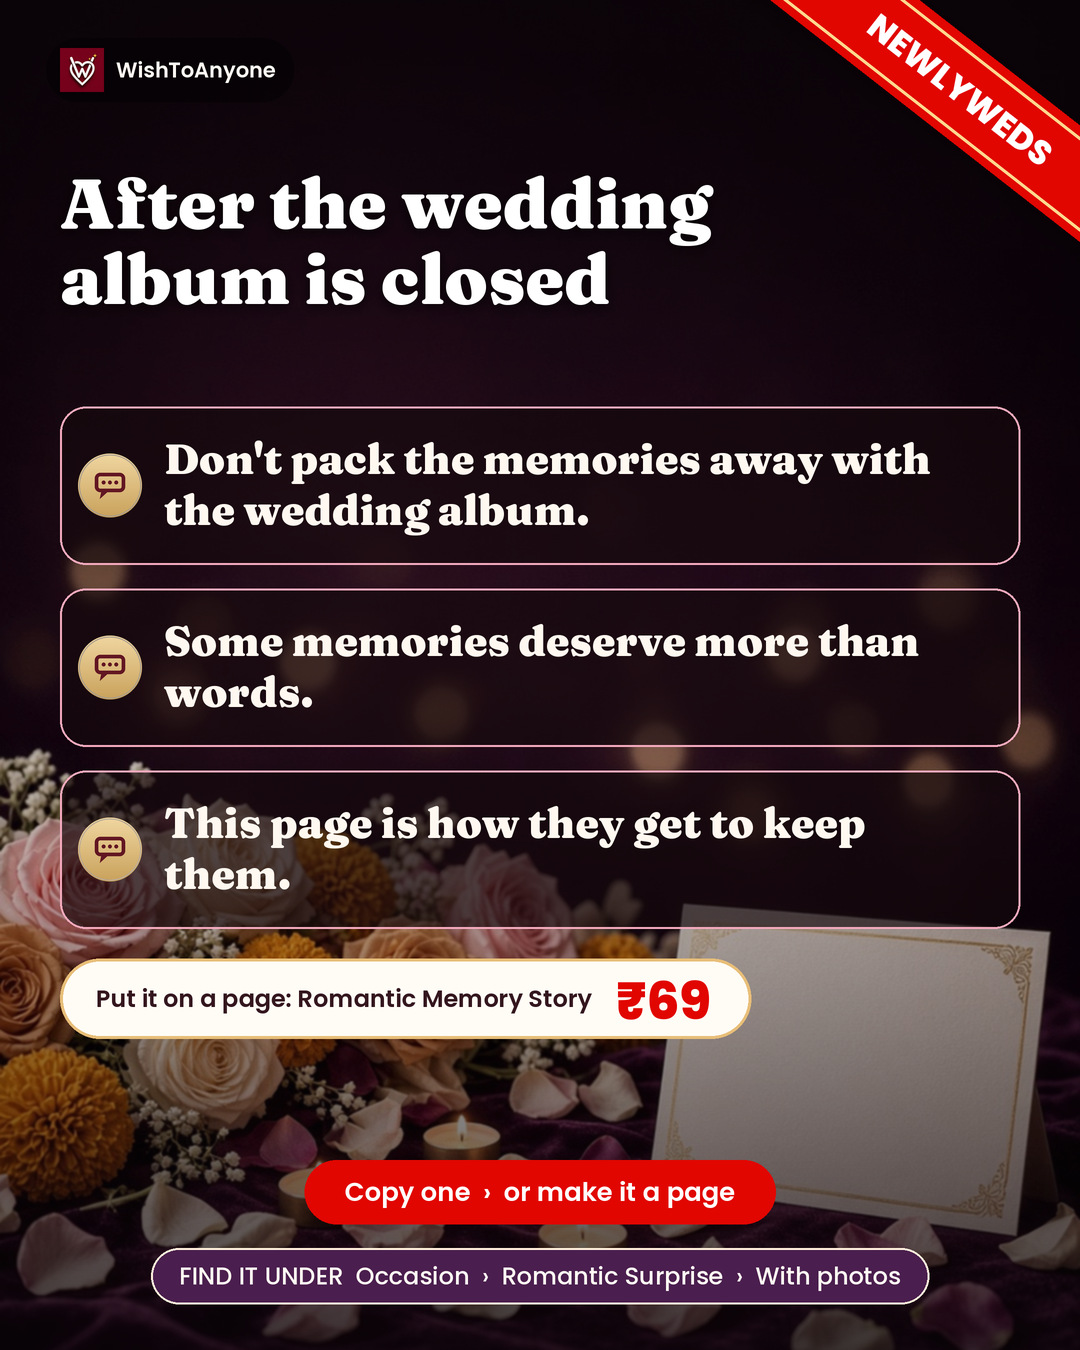 WishToAnyone
NEWLYWEDS
After the wedding
album is closed
Don't pack the memories away with
the wedding album.
Some memories deserve more than
words.
This page is how they get to keep
them.
Put it on a page: Romantic Memory Story ₹69
Copy one › or make it a page
FIND IT UNDER Occasion › Romantic Surprise › With photos